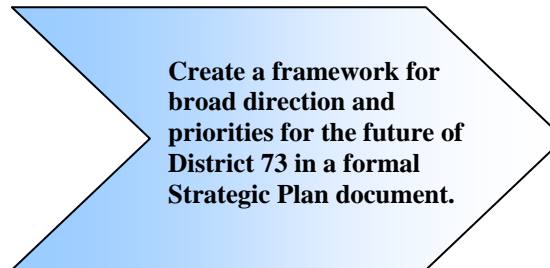 Create a framework for
broad direction and
priorities for the future of
District 73 in a formal
Strategic Plan document.